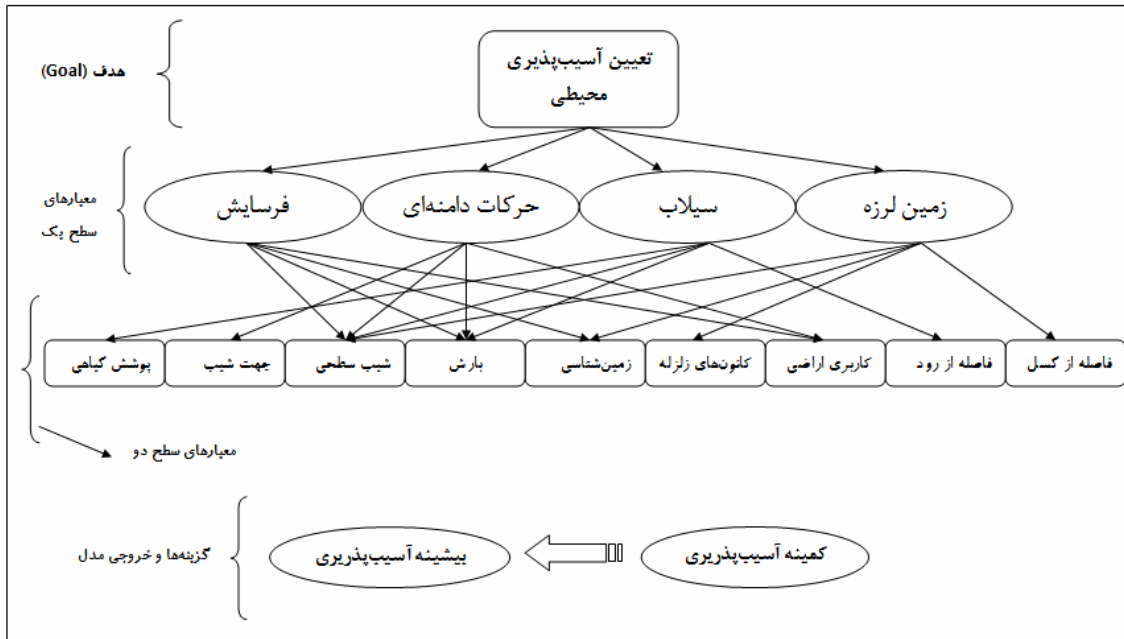 تعیین آسیب‌پذیری
محیطی
هدف (Goal)
معیارهای
سطح یک
زمین لرزه
سیلاب
حرکات دامنه‌ای
فرسایش
فاصله از گسل
فاصله از رود
کاربری اراضی
کانون‌های زلزله
زمین‌شناسی
بارش
شیب سطحی
جهت شیب
پوشش گیاهی
معیارهای سطح دو
گزینه‌ها و خروجی مدل
کمینه آسیب‌پذریری
بیشینه آسیب‌پذریری